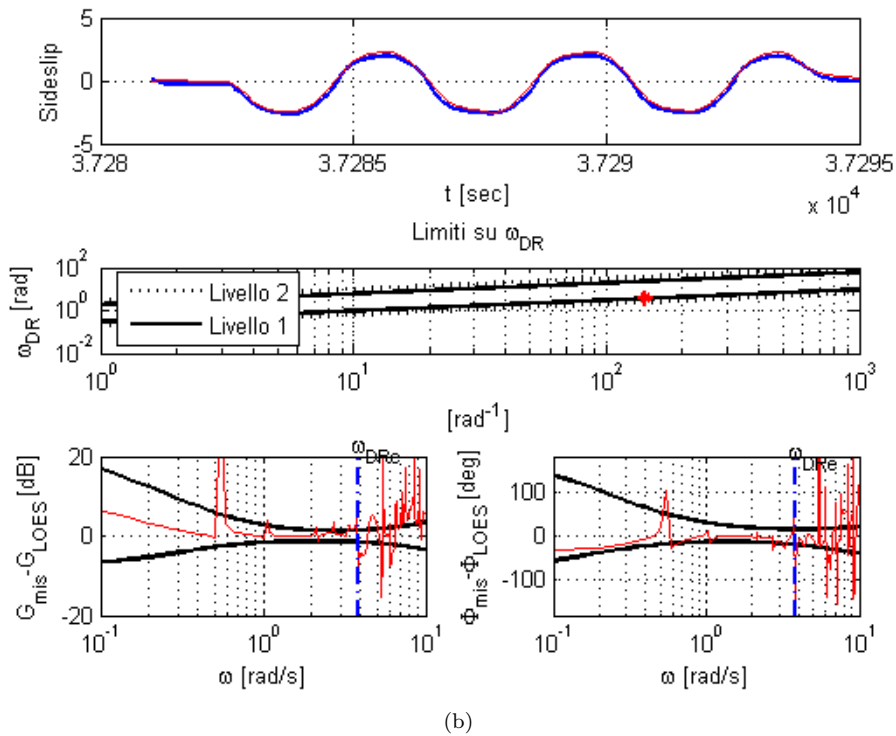 5
0
-5
Sideslip
3.728
3.7285
3.729
3.7295
t [sec]
x 10^4
Limiti su ω_DR
10^2
10^0
10^-2
ω_DR [rad]
Livello 2
Livello 1
10^0
10^1
10^2
10^3
[rad^-1]
20
0
-20
G_mis-G_LOES [dB]
ω_DRe
10^-1
10^0
10^1
ω [rad/s]
100
0
-100
Φ_mis-Φ_LOES [deg]
ω_DRe
10^-1
10^0
10^1
ω [rad/s]
(b)